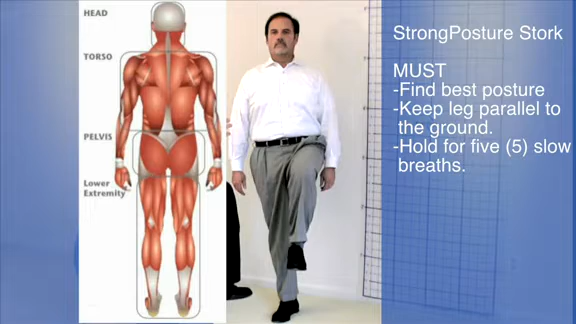 HEAD
TORSO
PELVIS
Lower
Extremity
StrongPosture Stork
MUST
-Find best posture
-Keep leg parallel to
the ground.
-Hold for five (5) slow
breaths.